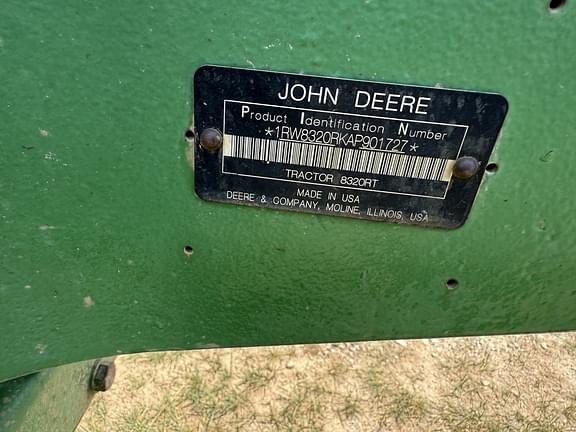 JOHN DEERE
Product Identification Number
*1RW8320RKAP901727*
TRACTOR 8320RT
MADE IN USA
DEERE & COMPANY, MOLINE, ILLINOIS, USA